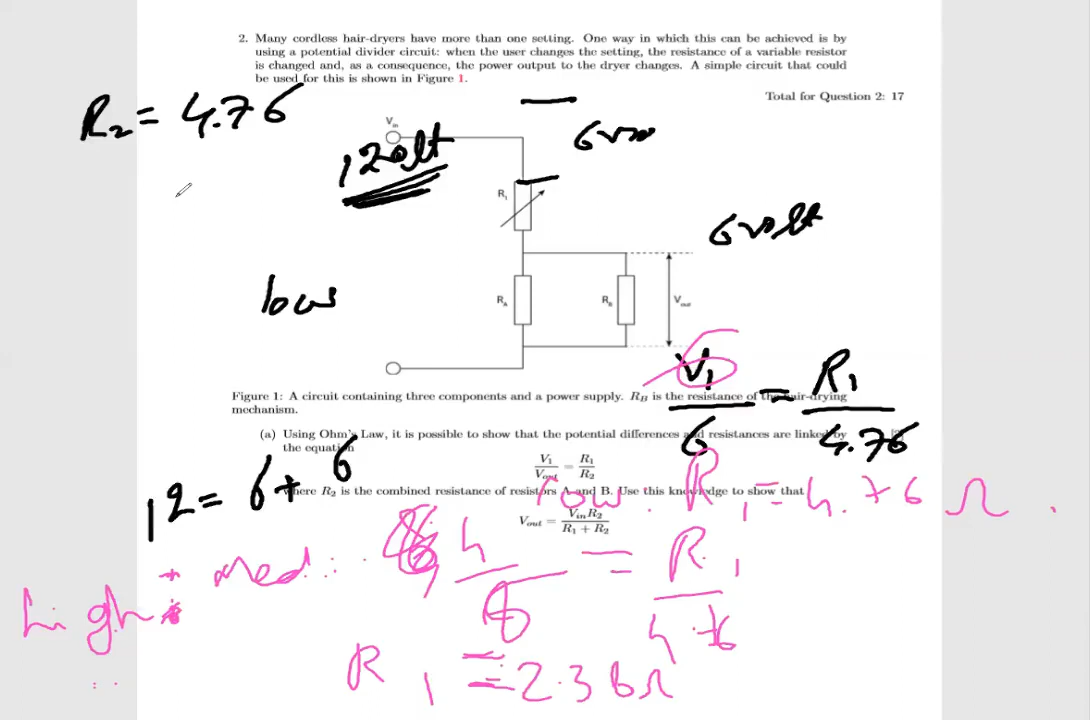 2. Many cordless hair-dryers have more than one setting. One way in which this can be achieved is by
using a potential divider circuit: when the user changes the setting, the resistance of a variable resistor
is changed and, as a consequence, the power output to the dryer changes. A simple circuit that could
be used for this is shown in Figure 1.
Total for Question 2: 17
R2 = 4.76
Vin
12olt
6v
R1
6volt
low
RA
RB
Vout
V1 / 6 = R1 / 4.76
6
Figure 1: A circuit containing three components and a power supply. RB is the resistance of the hair-drying
mechanism.
(a) Using Ohm's Law, it is possible to show that the potential differences and resistances are linked by
the equation
V1 / Vout = R1 / R2
12 = 6 + 6
where R2 is the combined resistance of resistors A and B. Use this knowledge to show that
Vout = VinR2 / R1 + R2
low. R1 = 4.76 Ω
high:
med: 4 / 8 = R1 / 4.76
R1 = 2.38Ω